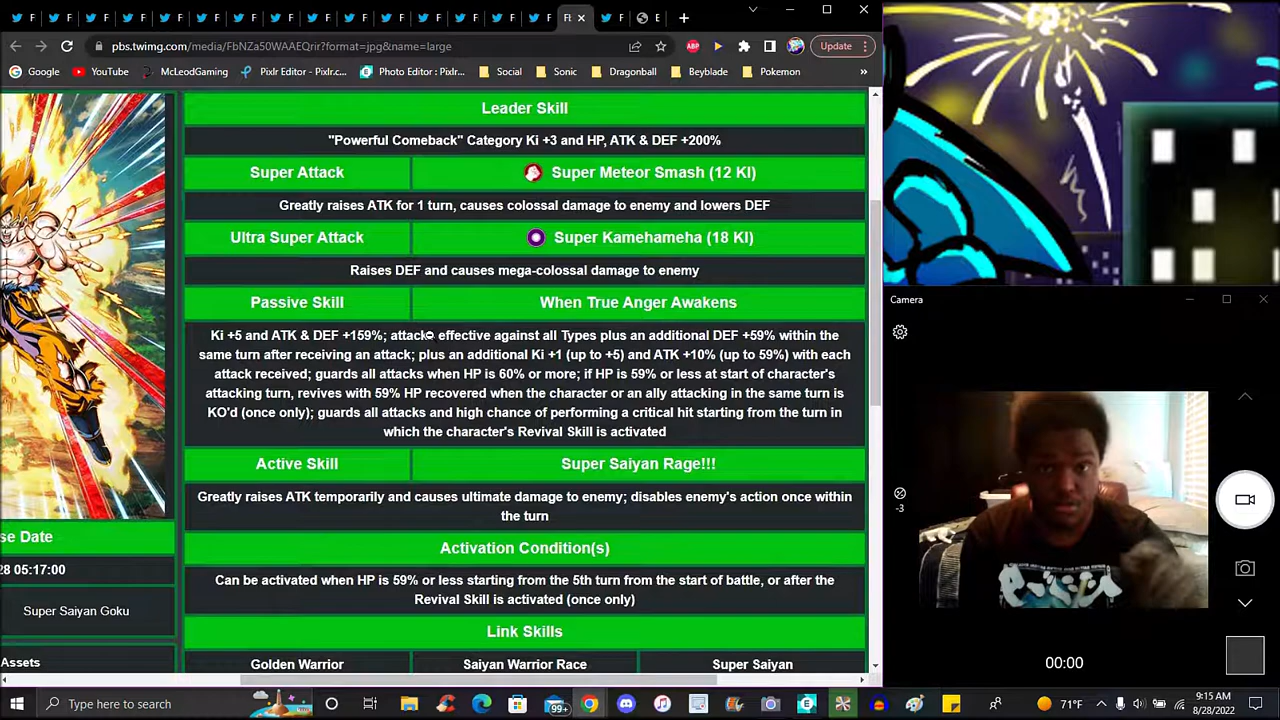 F
F
F
F
F
F
F
F
F
F
F
Fl
F
E
pbs.twimg.com/media/FbNZa50WAAEQ
ormat=jpg&name=large
ABP
Update
Google
YouTube
McLeodGaming
Pixlr Editor - Pixlr.c...
Photo Editor : Pixlr...
Socal
Sonic
Dragonball
Beyblade
Pokemon
»
Leader Skill
"Powerful Comeback" Category Ki +3 and HP, ATK & DEF +200%
Super Attack
Super Meteor Smash (12 KI)
Greatly raises ATK for 1 turn, causes colossal damage to enemy and lowers DEF
Ultra Super Attack
Super Kamehameha (18 KI)
Raises DEF and causes mega-colossal damage to enemy
Passive Skill
When True Anger Awakens
Ki +5 and ATK & DEF +159%; attacks effective against all Types plus an additional DEF +59% within the
same turn after receiving an attack; plus an additional Ki +1 (up to +5) and ATK +10% (up to 59%) with each
attack received; guards all attacks when HP is 60% or more; if HP is 59% or less at start of character's
attacking turn, revives with 59% HP recovered when the character or an ally attacking in the same turn is
KO'd (once only); guards all attacks and high chance of performing a critical hit starting from the turn in
which the character's Revival Skill is activated
Active Skill
Super Saiyan Rage!!!
Greatly raises ATK temporarily and causes ultimate damage to enemy; disables enemy's action once within
the turn
Activation Condition(s)
Can be activated when HP is 59% or less starting from the 5th turn from the start of battle, or after the
Revival Skill is activated (once only)
Link Skills
Golden Warrior
Saiyan Warrior Race
Super Saiyan
se Date
28 05:17:00
Super Saiyan Goku
Assets
Camera
-3
00:00
Type here to search
99+
71°F
9:15 AM
8/28/2022